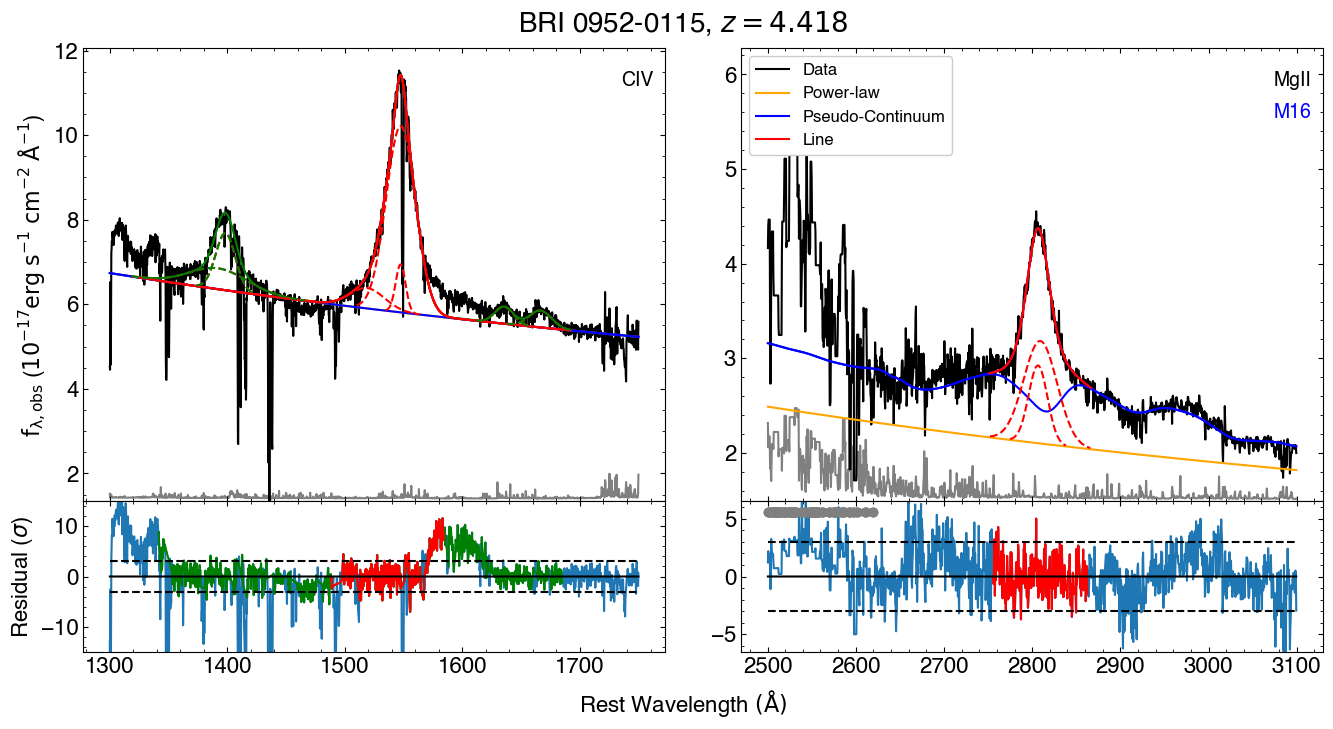 BRI 0952-0115, z = 4.418
f_λ,obs (10⁻¹⁷erg s⁻¹ cm⁻² Å⁻¹)
12
10
8
6
4
2
CIV
6
5
4
3
2
Data
Power-law
Pseudo-Continuum
Line
MgII
M16
Residual (σ)
10
0
−10
1300 1400 1500 1600 1700
5
0
−5
2500 2600 2700 2800 2900 3000 3100
Rest Wavelength (Å)